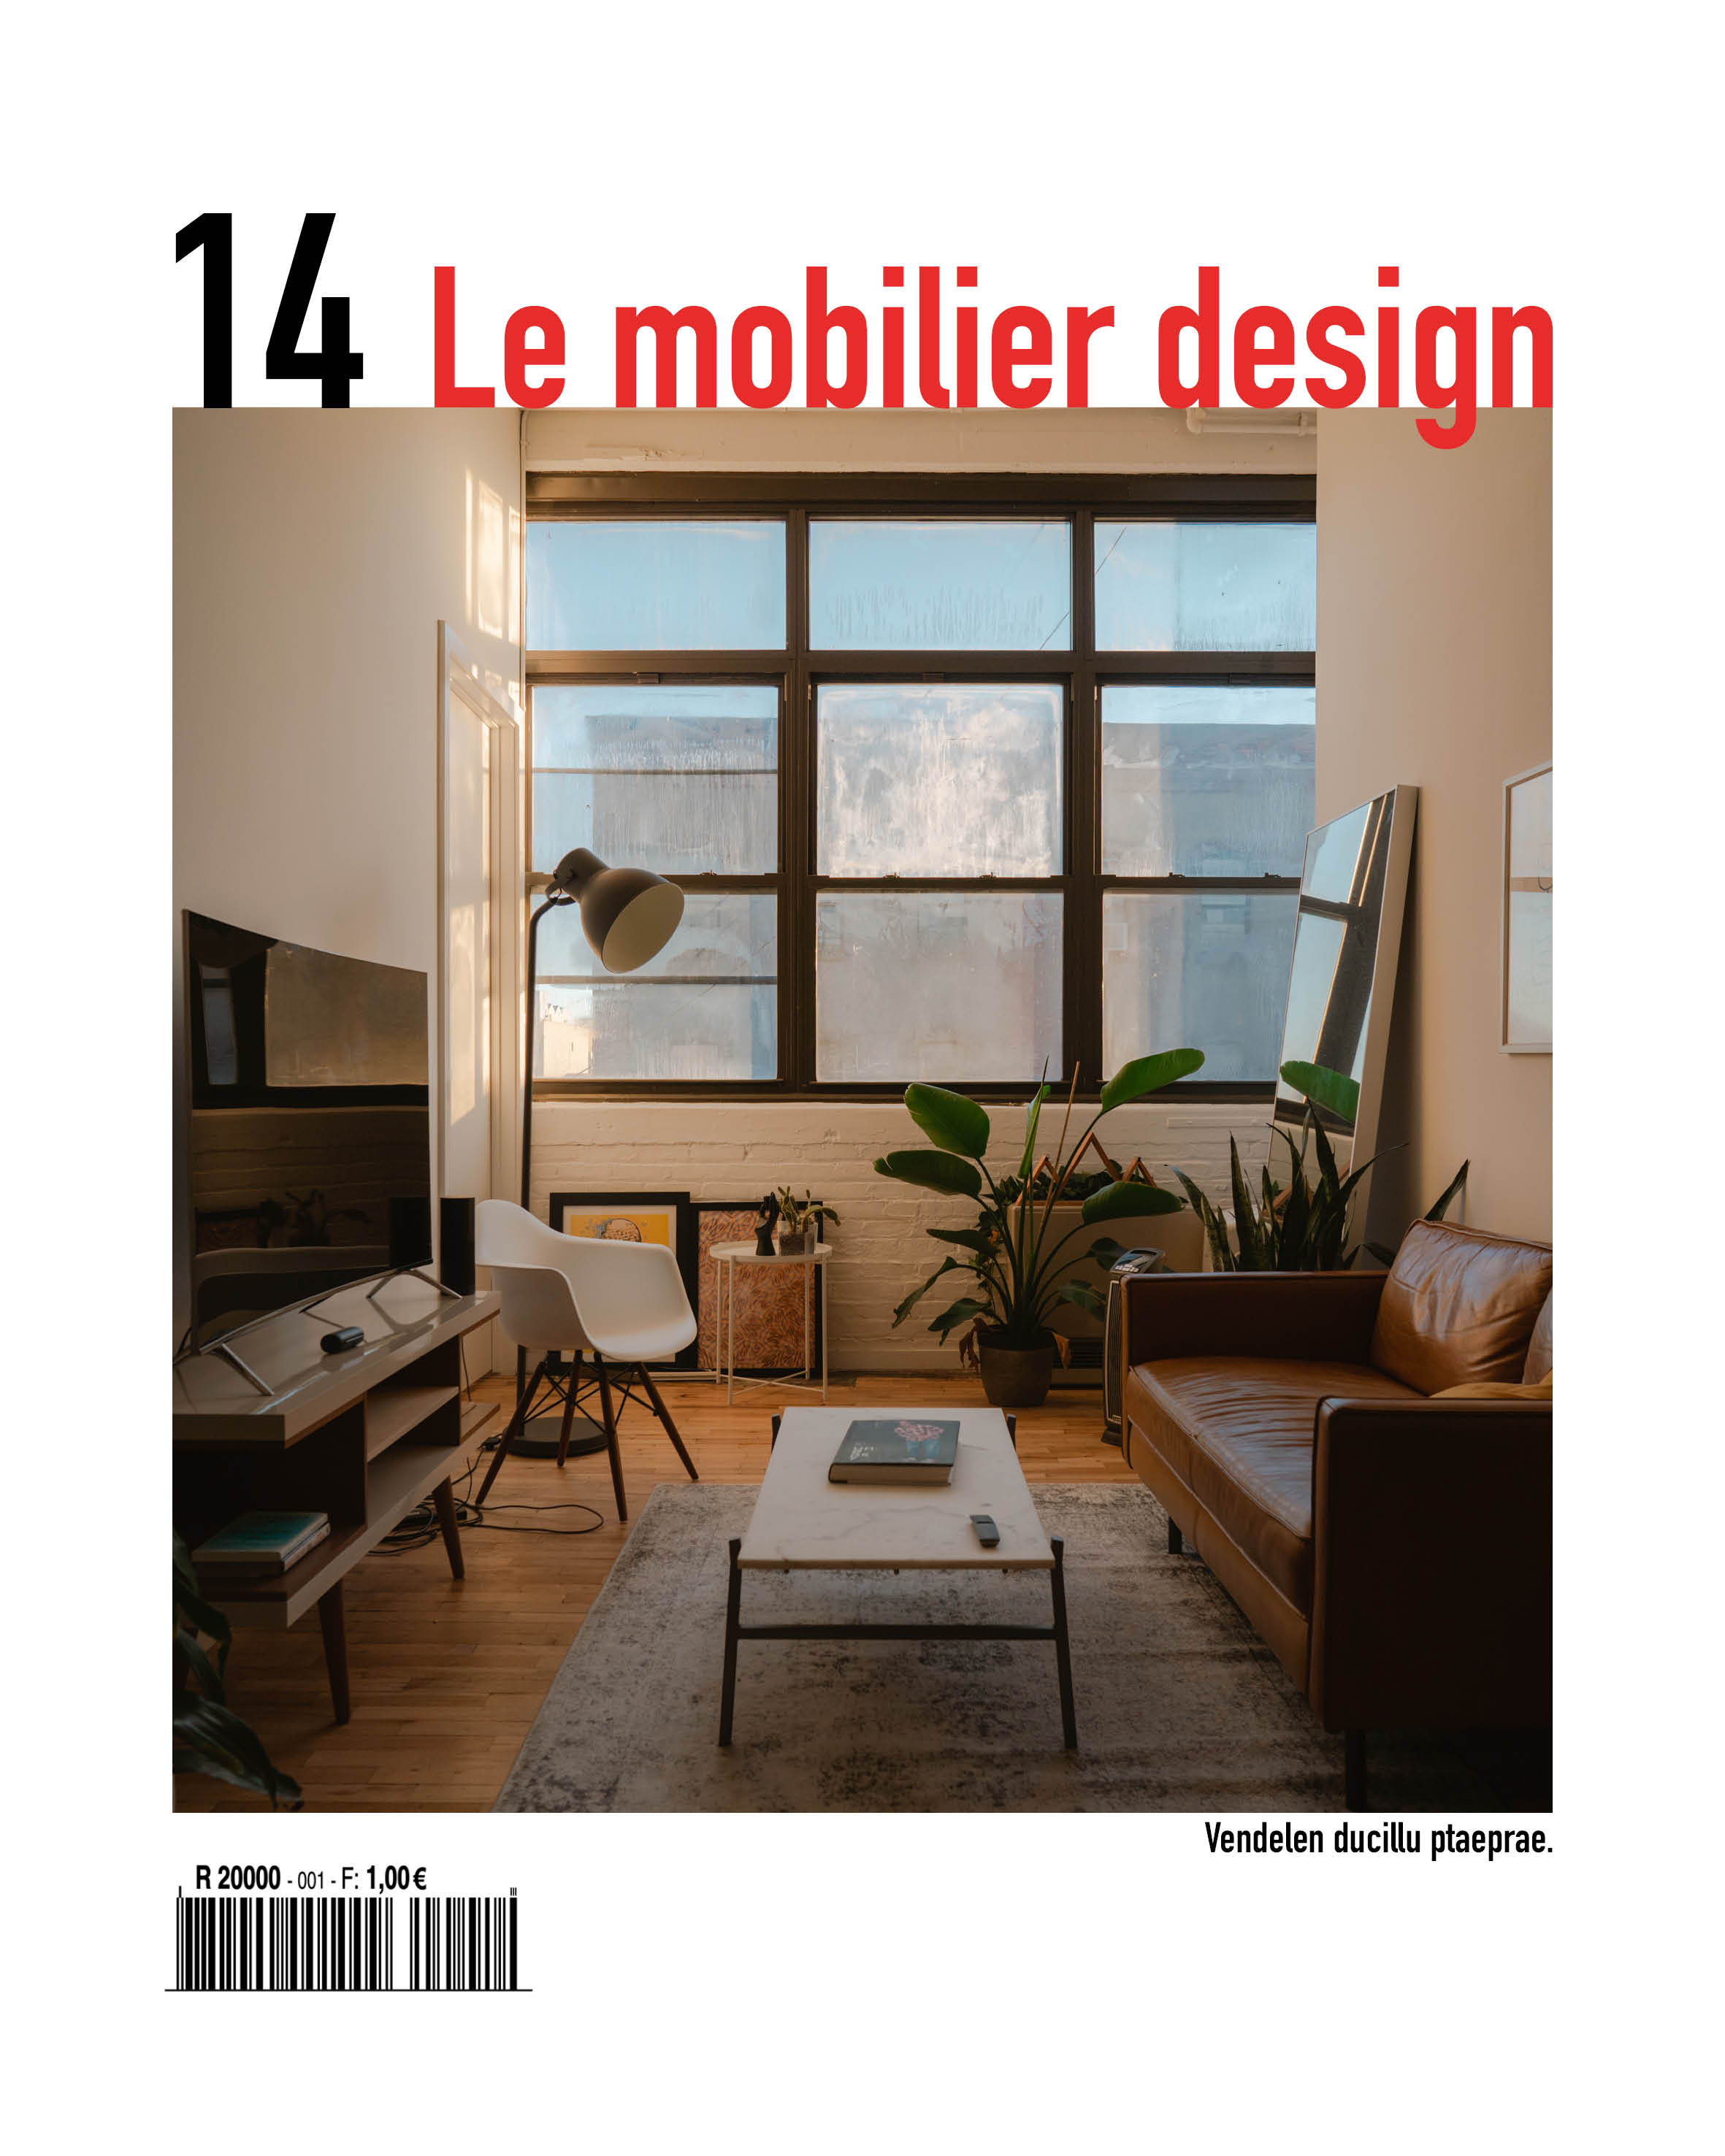 14 Le mobilier design
Vendelen ducillu ptaeprae.
R 20000 - 001 - F: 1,00 €